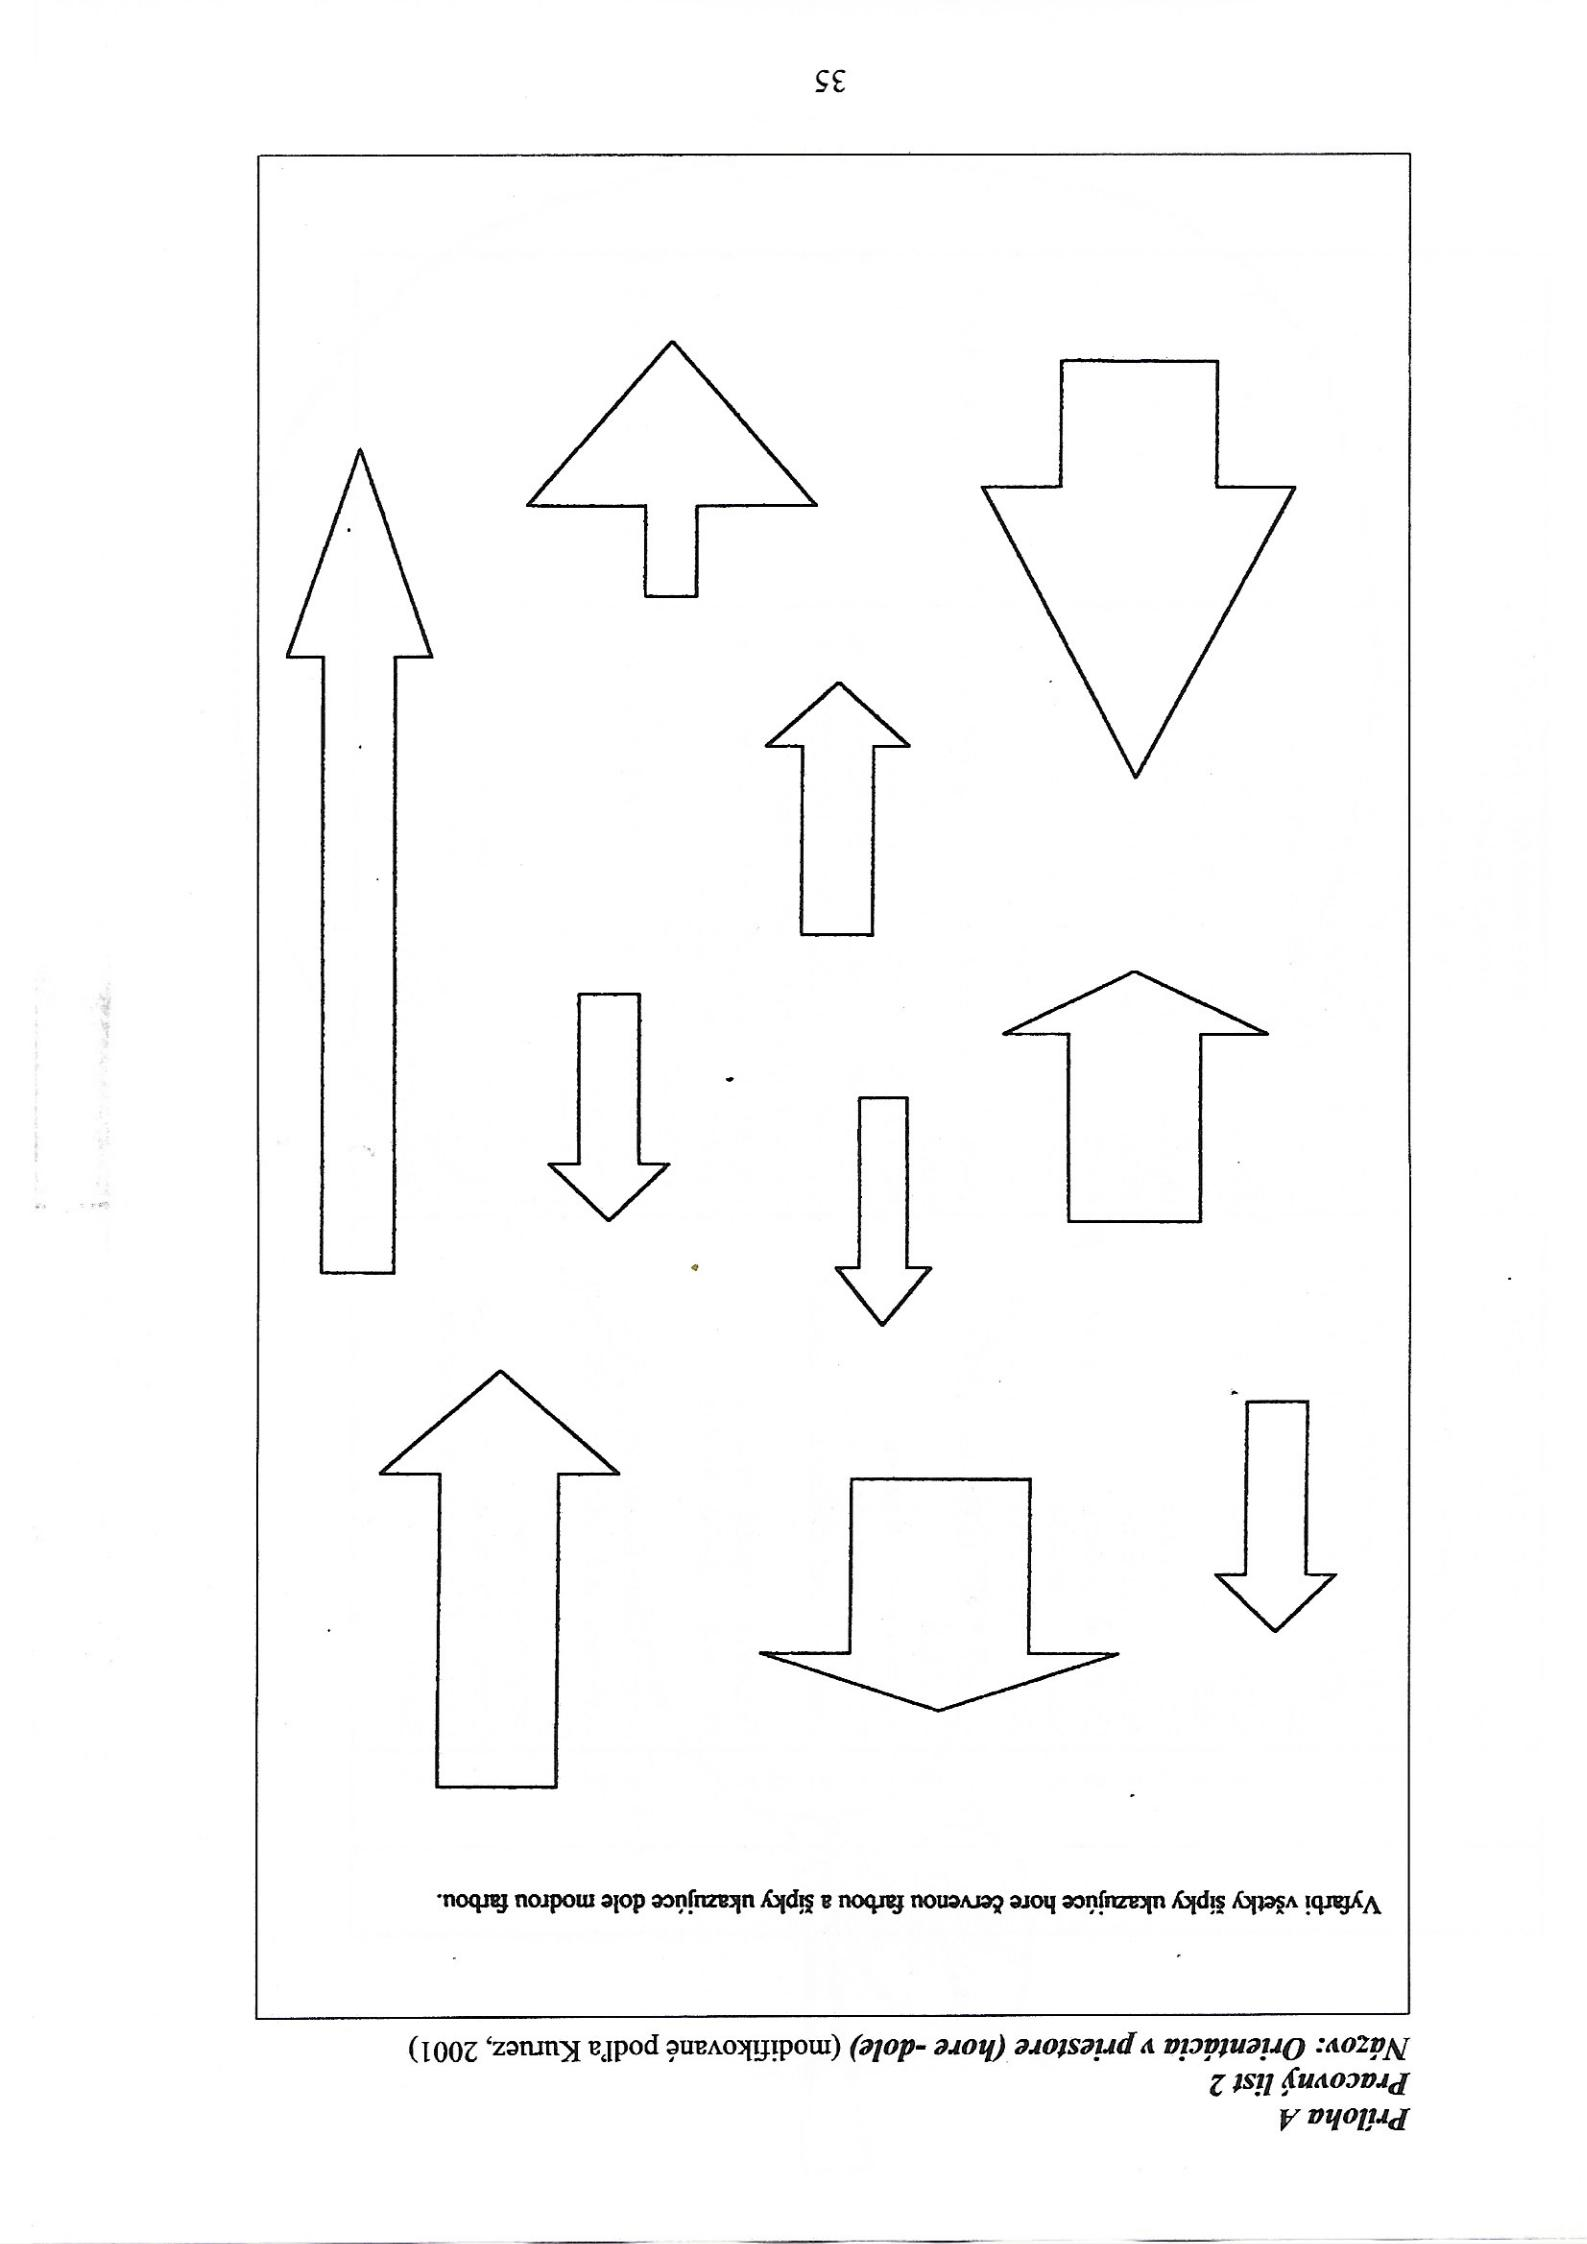 Príloha A
Pracovný list 2
Názov: Orientácia v priestore (hore -dole) (modifikované podľa Kuruez, 2001)
Vyfarbi všetky šípky ukazujúce hore červenou farbou a šípky ukazujúce dole modrou farbou.
35